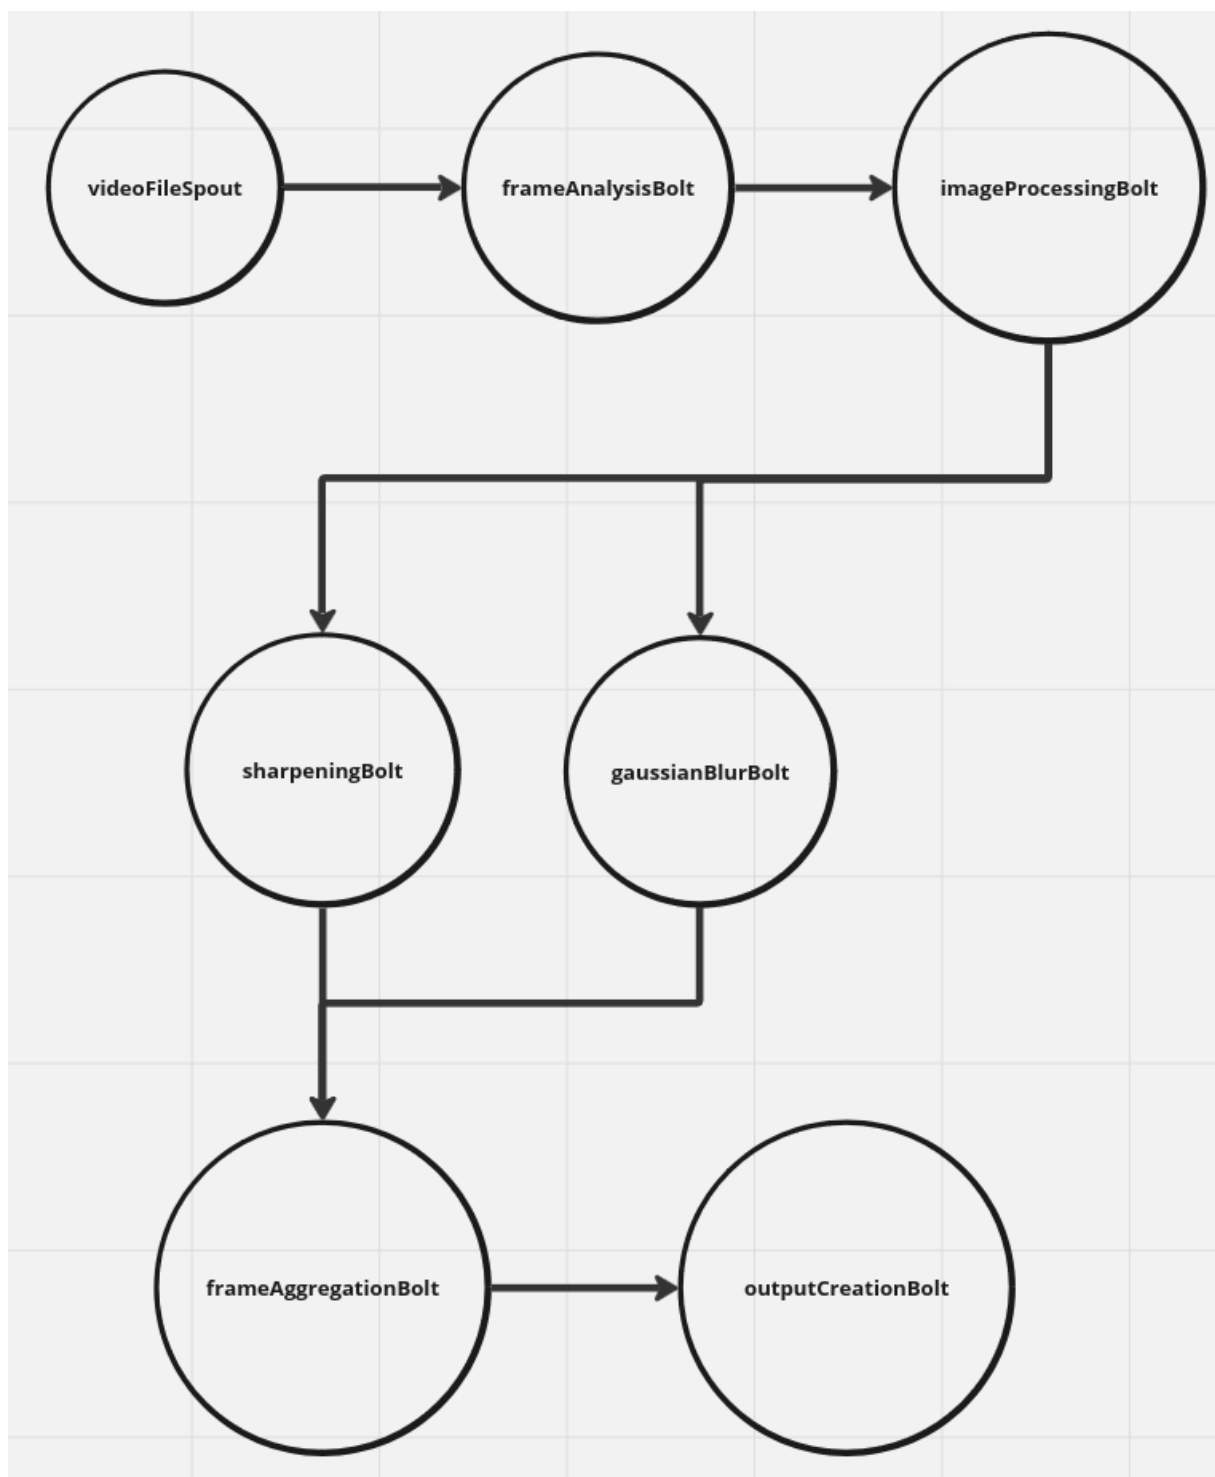 videoFileSpout
frameAnalysisBolt
imageProcessingBolt
sharpeningBolt
gaussianBlurBolt
frameAggregationBolt
outputCreationBolt